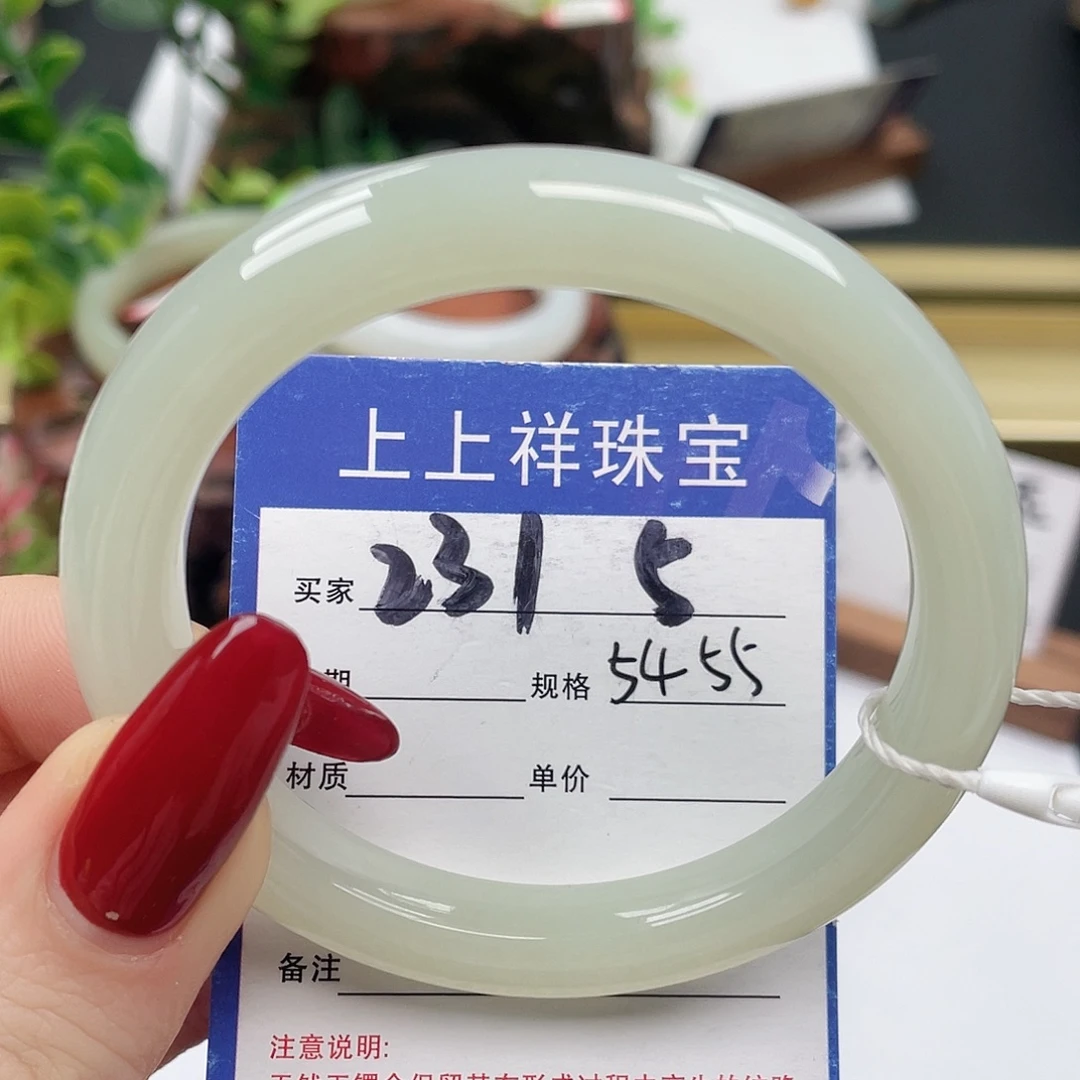 上上祥珠宝
买家 231 5
期 规格 54 55
材质 单价
备注
注意说明: